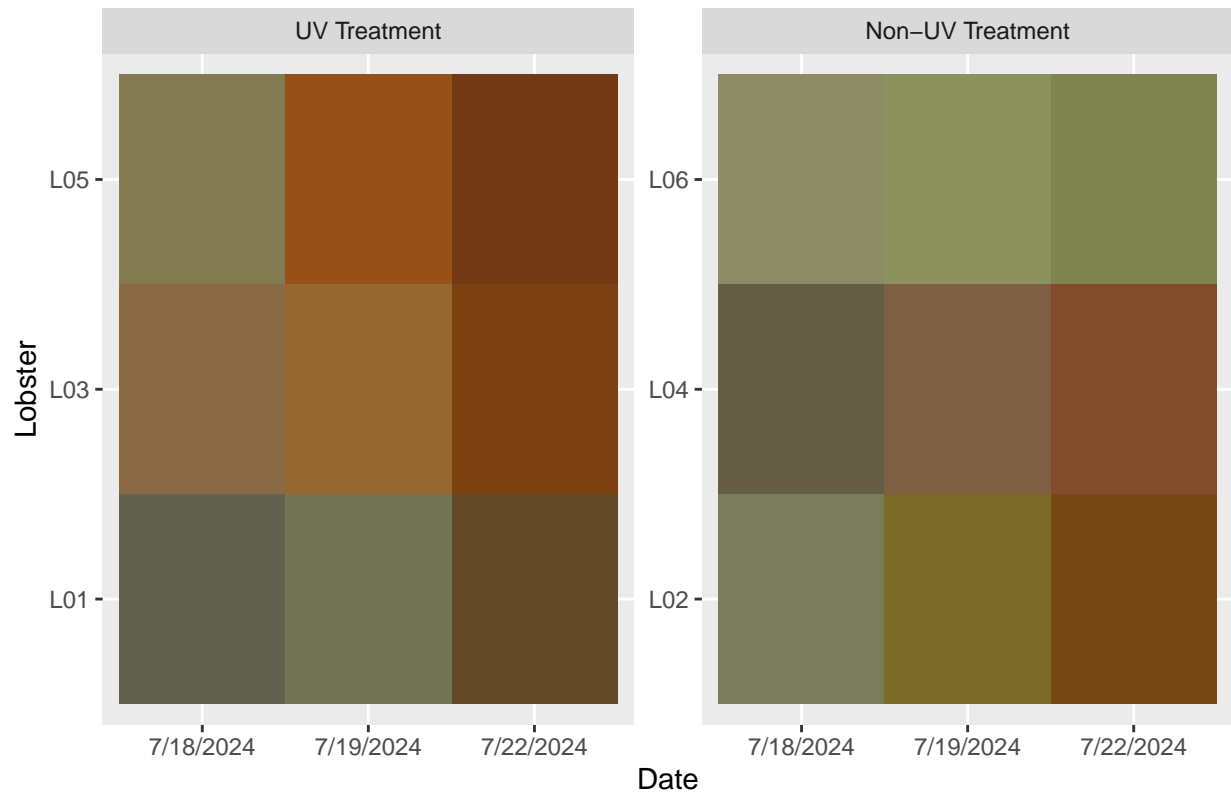 UV Treatment
Non−UV Treatment
Lobster
L05
L03
L01
L06
L04
L02
7/18/2024
7/19/2024
7/22/2024
7/18/2024
7/19/2024
7/22/2024
Date